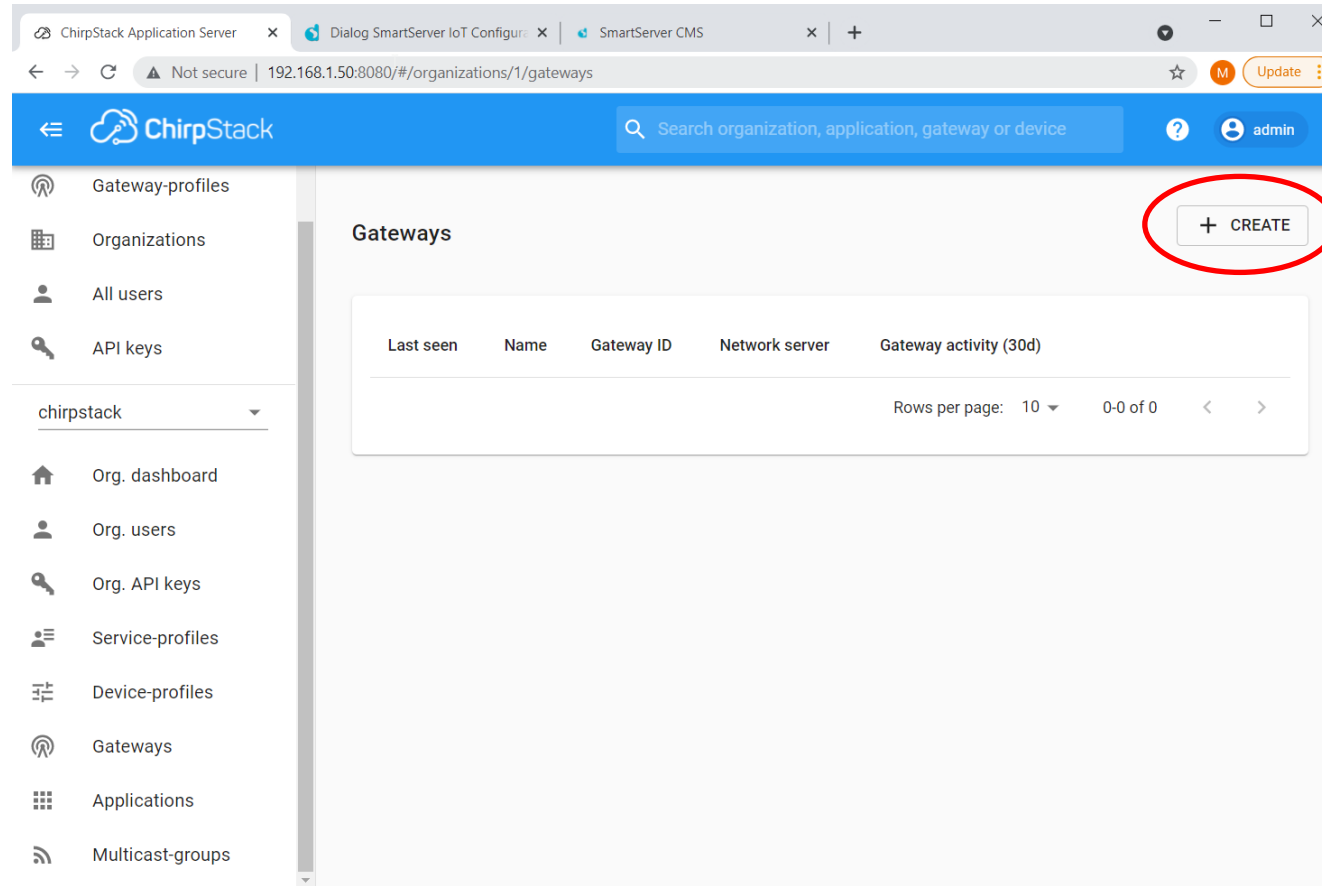 ChirpStack Application Server
Dialog SmartServer IoT Configura
SmartServer CMS
Not secure | 192.168.1.50:8080/#/organizations/1/gateways
M
Update
ChirpStack
Search organization, application, gateway or device
?
admin
Gateway-profiles
Organizations
All users
API keys
chirpstack
Org. dashboard
Org. users
Org. API keys
Service-profiles
Device-profiles
Gateways
Applications
Multicast-groups
Gateways
+ CREATE
Last seen Name Gateway ID Network server Gateway activity (30d)
Rows per page: 10 0-0 of 0 < >